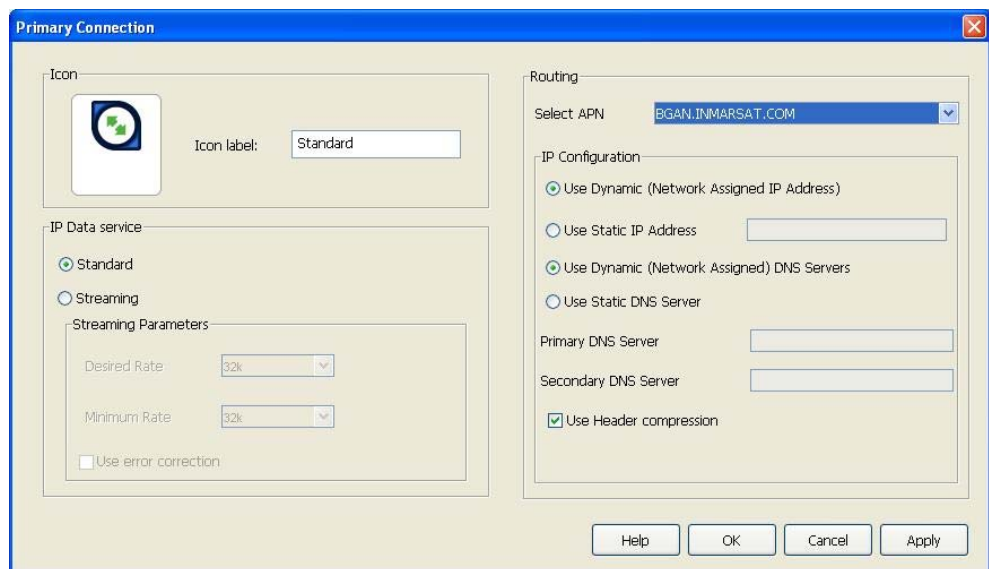 Primary Connection
Icon
Icon label: Standard
IP Data service
Standard
Streaming
Streaming Parameters
Desired Rate 32k
Minimum Rate 32k
Use error correction
Routing
Select APN BGAN.INMARSAT.COM
IP Configuration
Use Dynamic (Network Assigned IP Address)
Use Static IP Address
Use Dynamic (Network Assigned) DNS Servers
Use Static DNS Server
Primary DNS Server
Secondary DNS Server
Use Header compression
Help OK Cancel Apply